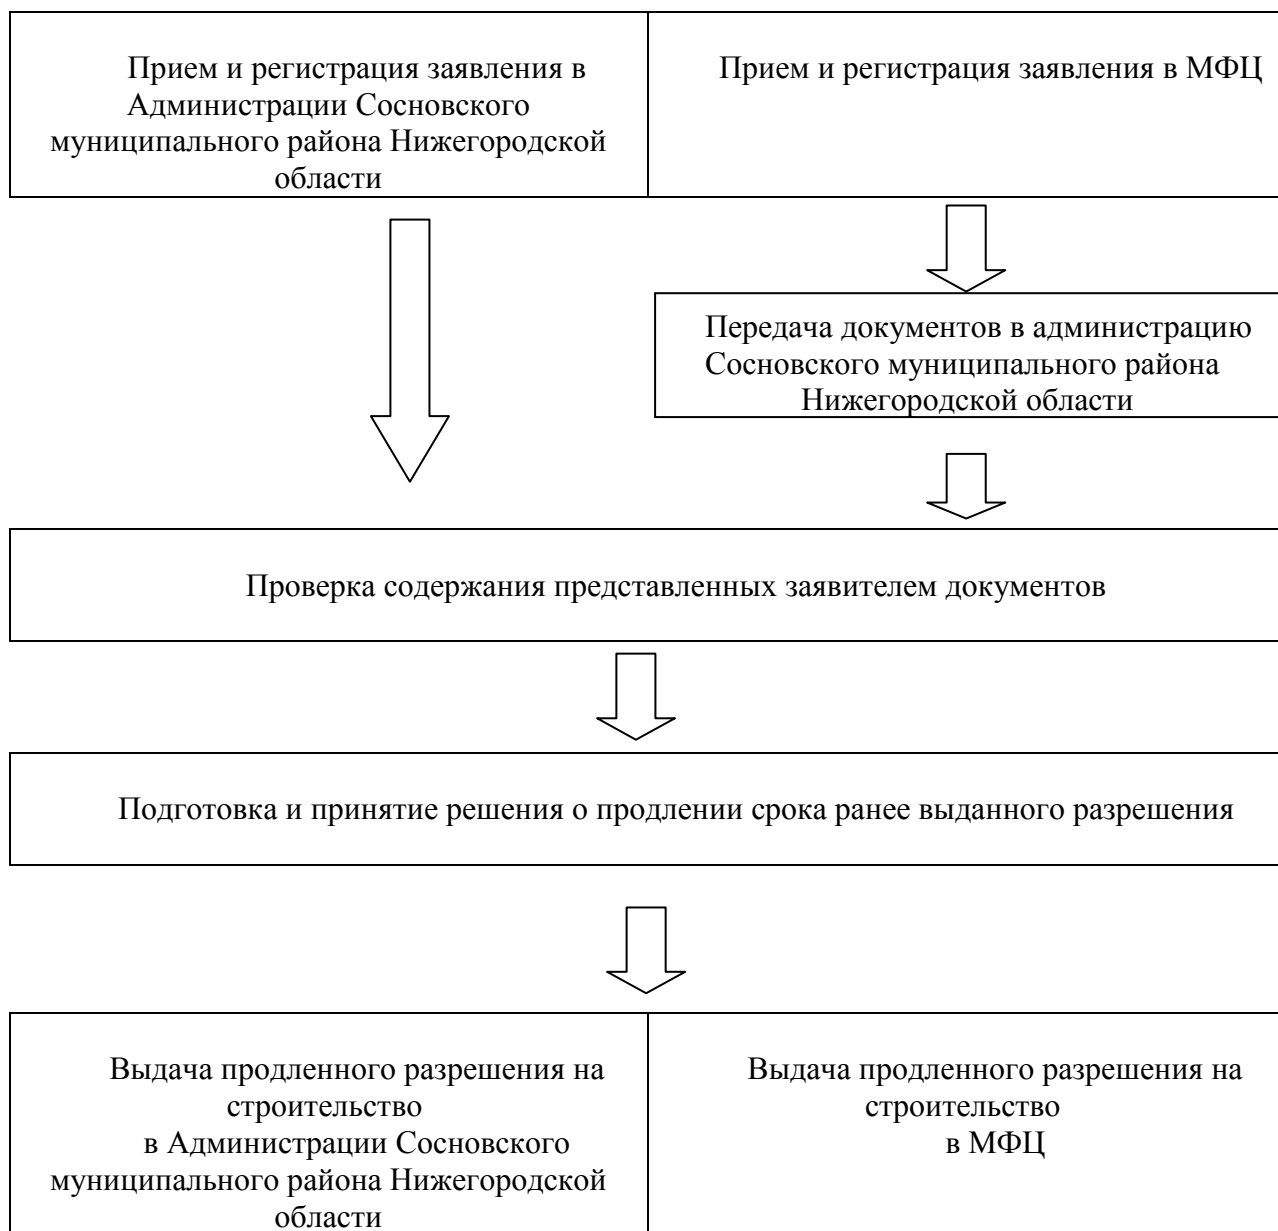 Прием и регистрация заявления в
Администрации Сосновского
муниципального района Нижегородской
области
Прием и регистрация заявления в МФЦ
Передача документов в администрацию
Сосновского муниципального района
Нижегородской области
Проверка содержания представленных заявителем документов
Подготовка и принятие решения о продлении срока ранее выданного разрешения
Выдача продленного разрешения на
строительство
в Администрации Сосновского
муниципального района Нижегородской
области
Выдача продленного разрешения на
строительство
в МФЦ